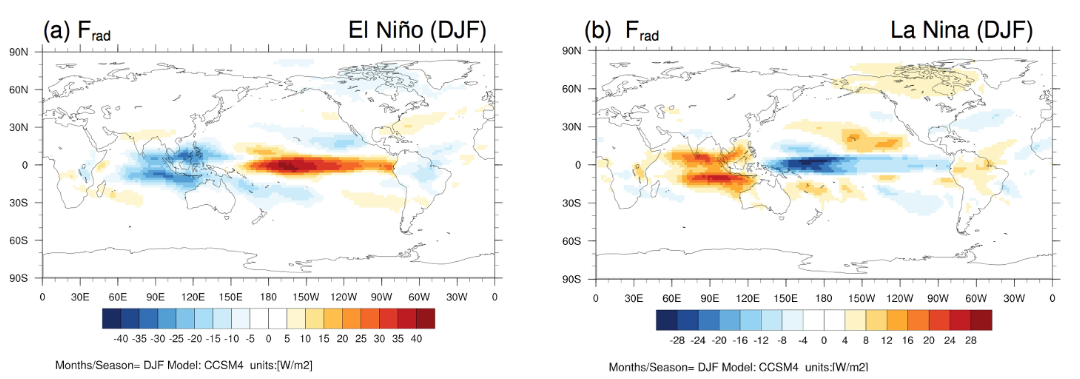 (a) Frad El Niño (DJF)
90N
60N
30N
0
30S
60S
90S
0 30E 60E 90E 120E 150E 180 150W 120W 90W 60W 30W 0
-40 -35 -30 -25 -20 -15 -10 -5 0 5 10 15 20 25 30 35 40
Months/Season= DJF Model: CCSM4 units:[W/m2]
(b) Frad La Nina (DJF)
90N
60N
30N
0
30S
60S
90S
0 30E 60E 90E 120E 150E 180 150W 120W 90W 60W 30W 0
-28 -24 -20 -16 -12 -8 -4 0 4 8 12 16 20 24 28
Months/Season= DJF Model: CCSM4 units:[W/m2]